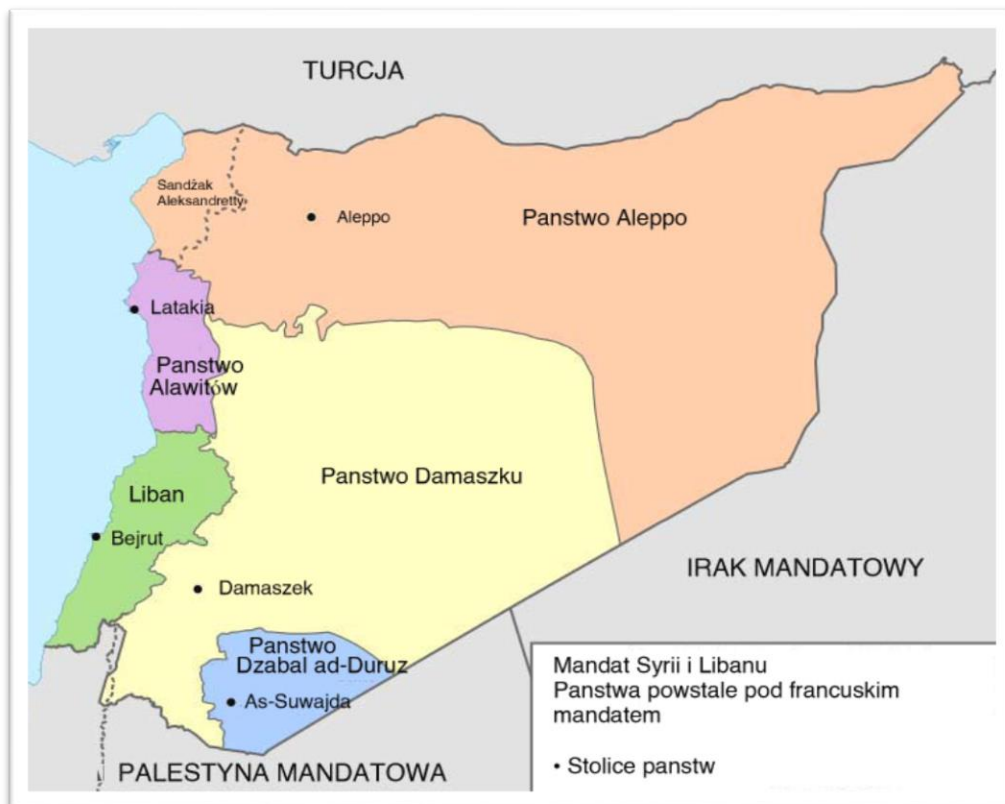 TURCJA
Sandżak
Aleksandretty
Aleppo
Panstwo Aleppo
Latakia
Panstwo
Alawitów
Panstwo Damaszku
Liban
Bejrut
IRAK MANDATOWY
Damaszek
Panstwo
Dzabal ad-Duruz
As-Suwajda
PALESTYNA MANDATOWA
Mandat Syrii i Libanu
Panstwa powstale pod francuskim
mandatem
• Stolice panstw